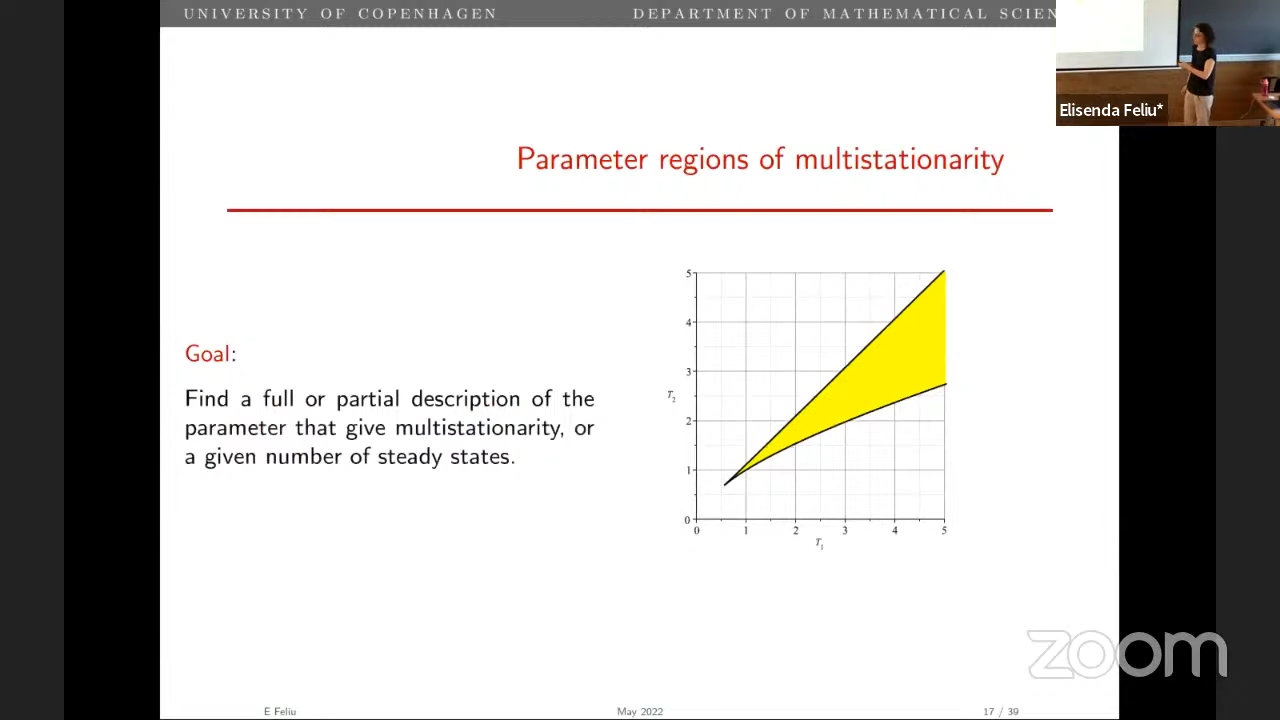 UNIVERSITY OF COPENHAGEN
DEPARTMENT OF MATHEMATICAL SCIEN
Elisenda Feliu*
Parameter regions of multistationarity
Goal:
Find a full or partial description of the
parameter that give multistationarity, or
a given number of steady states.
5
4
3
T2
2
1
0
0 1 2 3 4 5
T1
zoom
E Feliu
May 2022
17 / 39